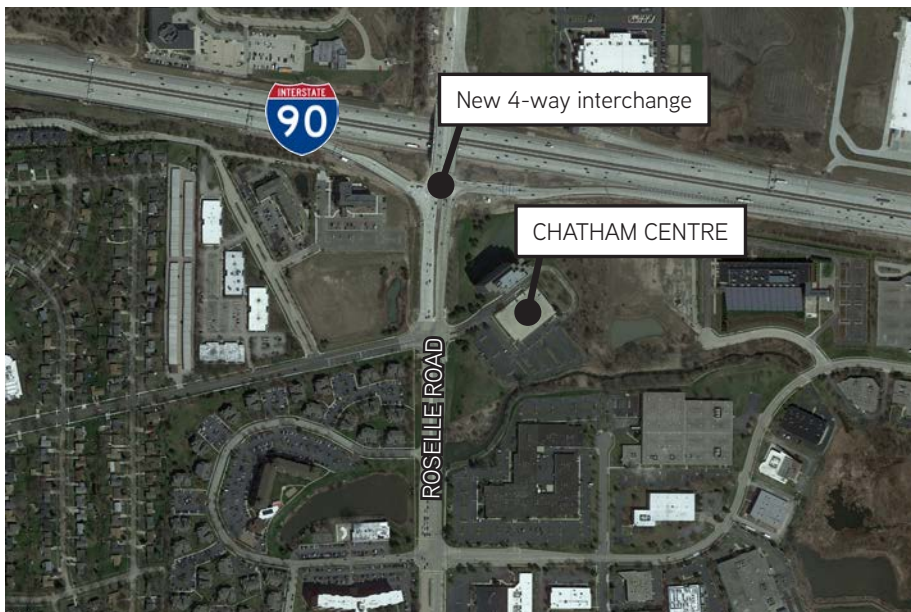 INTERSTATE
90
New 4-way interchange
CHATHAM CENTRE
ROSELLE ROAD